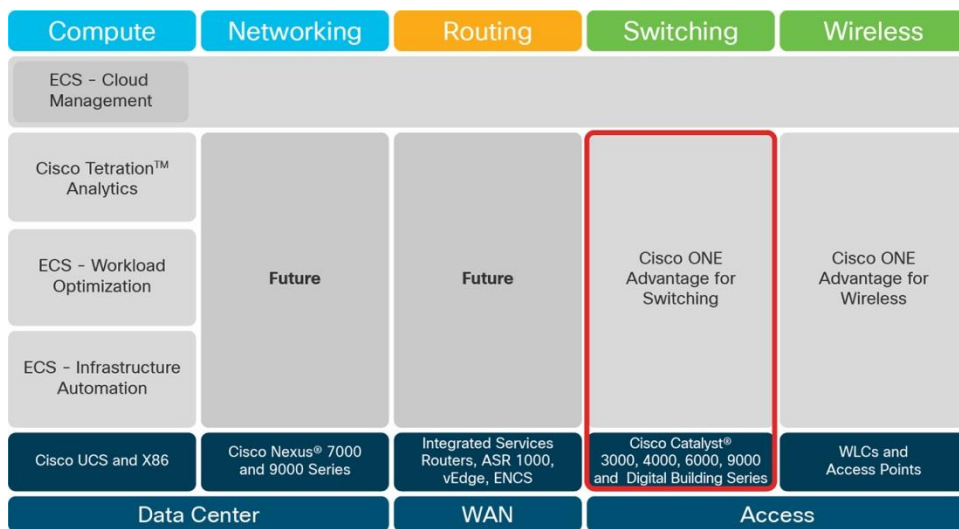 Compute
Networking
Routing
Switching
Wireless
ECS - Cloud
Management
Cisco Tetration™
Analytics
ECS - Workload
Optimization
ECS - Infrastructure
Automation
Future
Future
Cisco ONE
Advantage for
Switching
Cisco ONE
Advantage for
Wireless
Cisco UCS and X86
Cisco Nexus® 7000
and 9000 Series
Integrated Services
Routers, ASR 1000,
vEdge, ENCS
Cisco Catalyst®
3000, 4000, 6000, 9000
and Digital Building Series
WLCs and
Access Points
Data Center
WAN
Access